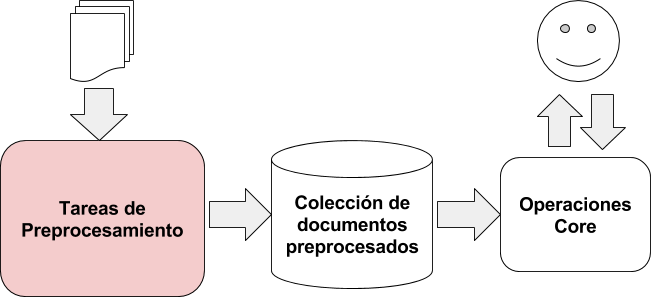 Tareas de
Preprocesamiento
Colección de
documentos
preprocesados
Operaciones
Core